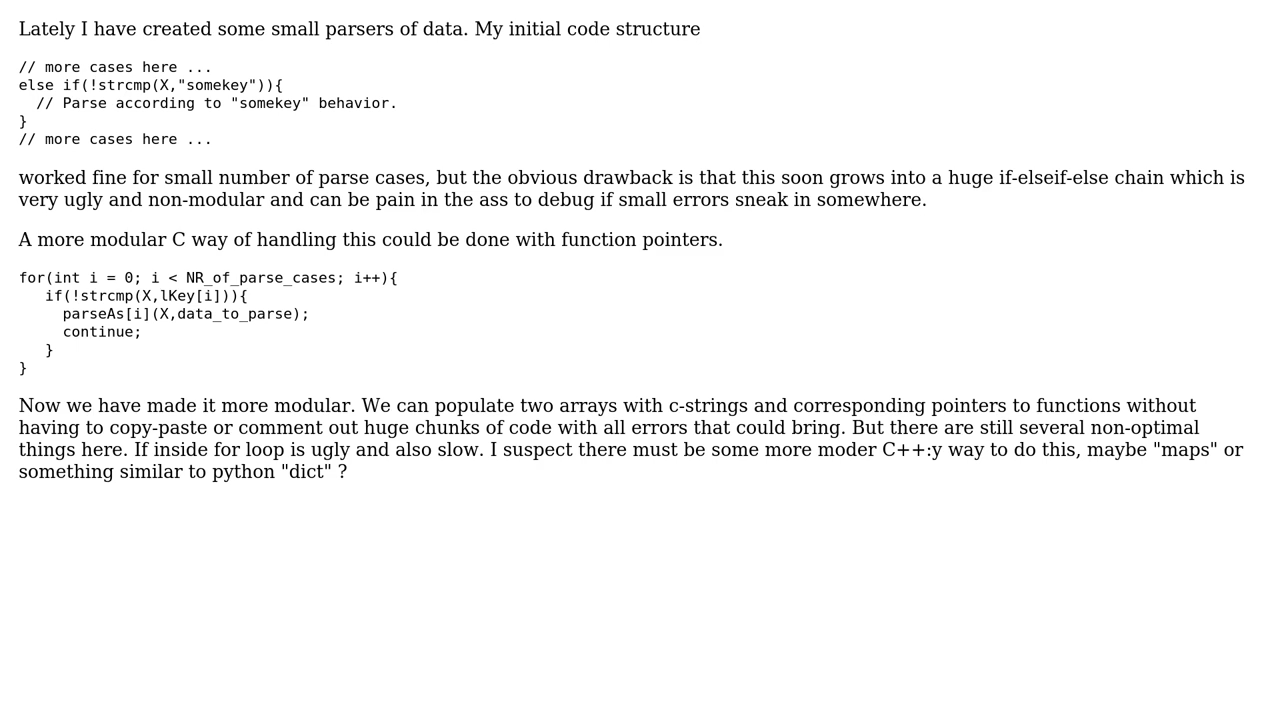 Lately I have created some small parsers of data. My initial code structure
// more cases here ...
else if(!strcmp(X,"somekey")){
  // Parse according to "somekey" behavior.
}
// more cases here ...
worked fine for small number of parse cases, but the obvious drawback is that this soon grows into a huge if-elseif-else chain which is
very ugly and non-modular and can be pain in the ass to debug if small errors sneak in somewhere.
A more modular C way of handling this could be done with function pointers.
for(int i = 0; i < NR_of_parse_cases; i++){
   if(!strcmp(X,lKey[i])){
     parseAs[i](X,data_to_parse);
     continue;
   }
}
Now we have made it more modular. We can populate two arrays with c-strings and corresponding pointers to functions without
having to copy-paste or comment out huge chunks of code with all errors that could bring. But there are still several non-optimal
things here. If inside for loop is ugly and also slow. I suspect there must be some more moder C++:y way to do this, maybe "maps" or
something similar to python "dict" ?